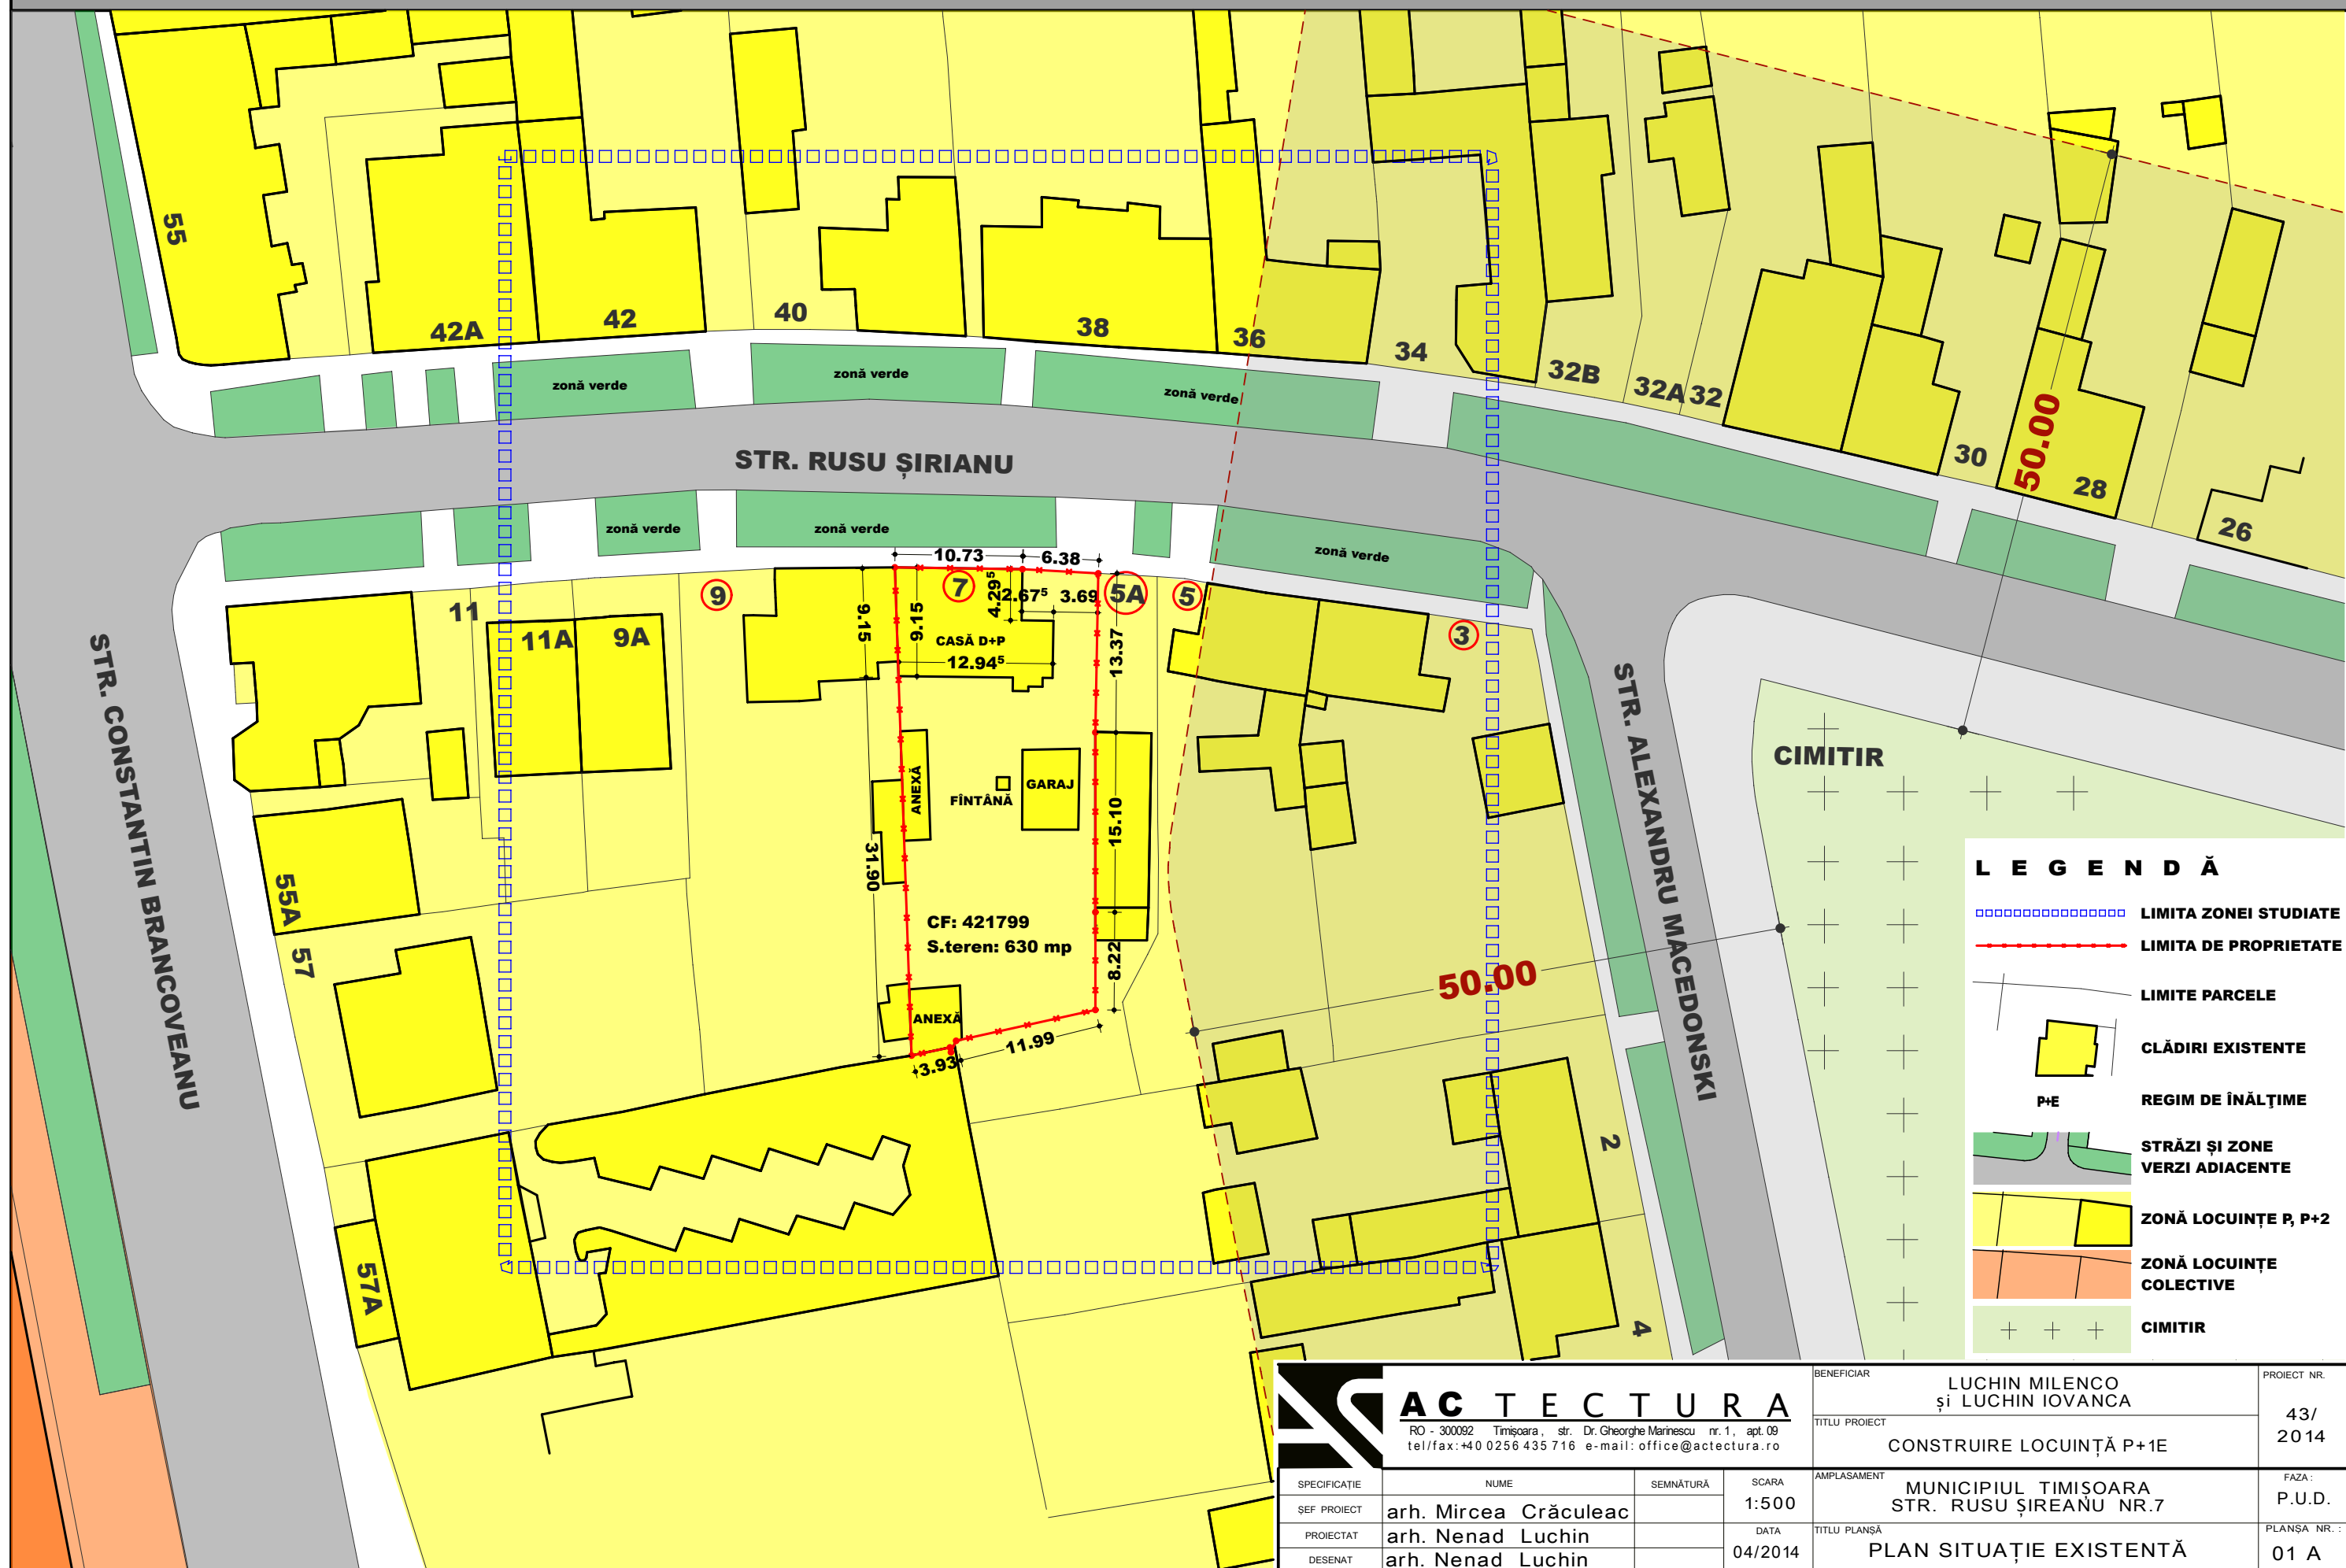 55
42A
42
40
38
36
34
32B
32A
32
30
28
26
50.00
zonă verde
zonă verde
zonă verde
STR. RUSU ȘIRIANU
zonă verde
zonă verde
zonă verde
10.73
6.38
9
7
5A
5
3
4.29⁵
2.67⁵
3.69
11
11A
9A
9.15
9.15
CASĂ D+P
12.94⁵
13.37
STR. CONSTANTIN BRANCOVEANU
STR. ALEXANDRU MACEDONSKI
CIMITIR
ANEXĂ
FÎNTÂNĂ
GARAJ
15.10
31.90
55A
57
CF: 421799
S.teren: 630 mp
8.22
50.00
ANEXĂ
11.99
3.93
2
57A
4
LEGENDĂ
LIMITA ZONEI STUDIATE
LIMITA DE PROPRIETATE
LIMITE PARCELE
CLĂDIRI EXISTENTE
P+E
REGIM DE ÎNĂLŢIME
STRĂZI ȘI ZONE
VERZI ADIACENTE
ZONĂ LOCUINȚE P, P+2
ZONĂ LOCUINȚE
COLECTIVE
CIMITIR
ACTECTURA
RO - 300092 Timișoara, str. Dr. Gheorghe Marinescu nr. 1, apt. 09
tel/fax:+40 0256 435 716 e-mail: office@actectura.ro
BENEFICIAR
LUCHIN MILENCO
și LUCHIN IOVANCA
PROIECT NR.
43/
2014
TITLU PROIECT
CONSTRUIRE LOCUINȚĂ P+1E
SPECIFICAȚIE
NUME
SEMNĂTURĂ
SCARA
1:500
AMPLASAMENT
MUNICIPIUL TIMIȘOARA
STR. RUSU ȘIREANU NR.7
FAZA :
P.U.D.
ȘEF PROIECT
arh. Mircea Crăculeac
PROIECTAT
arh. Nenad Luchin
DATA
04/2014
TITLU PLANȘĂ
PLAN SITUAȚIE EXISTENTĂ
PLANȘA NR. :
01 A
DESENAT
arh. Nenad Luchin